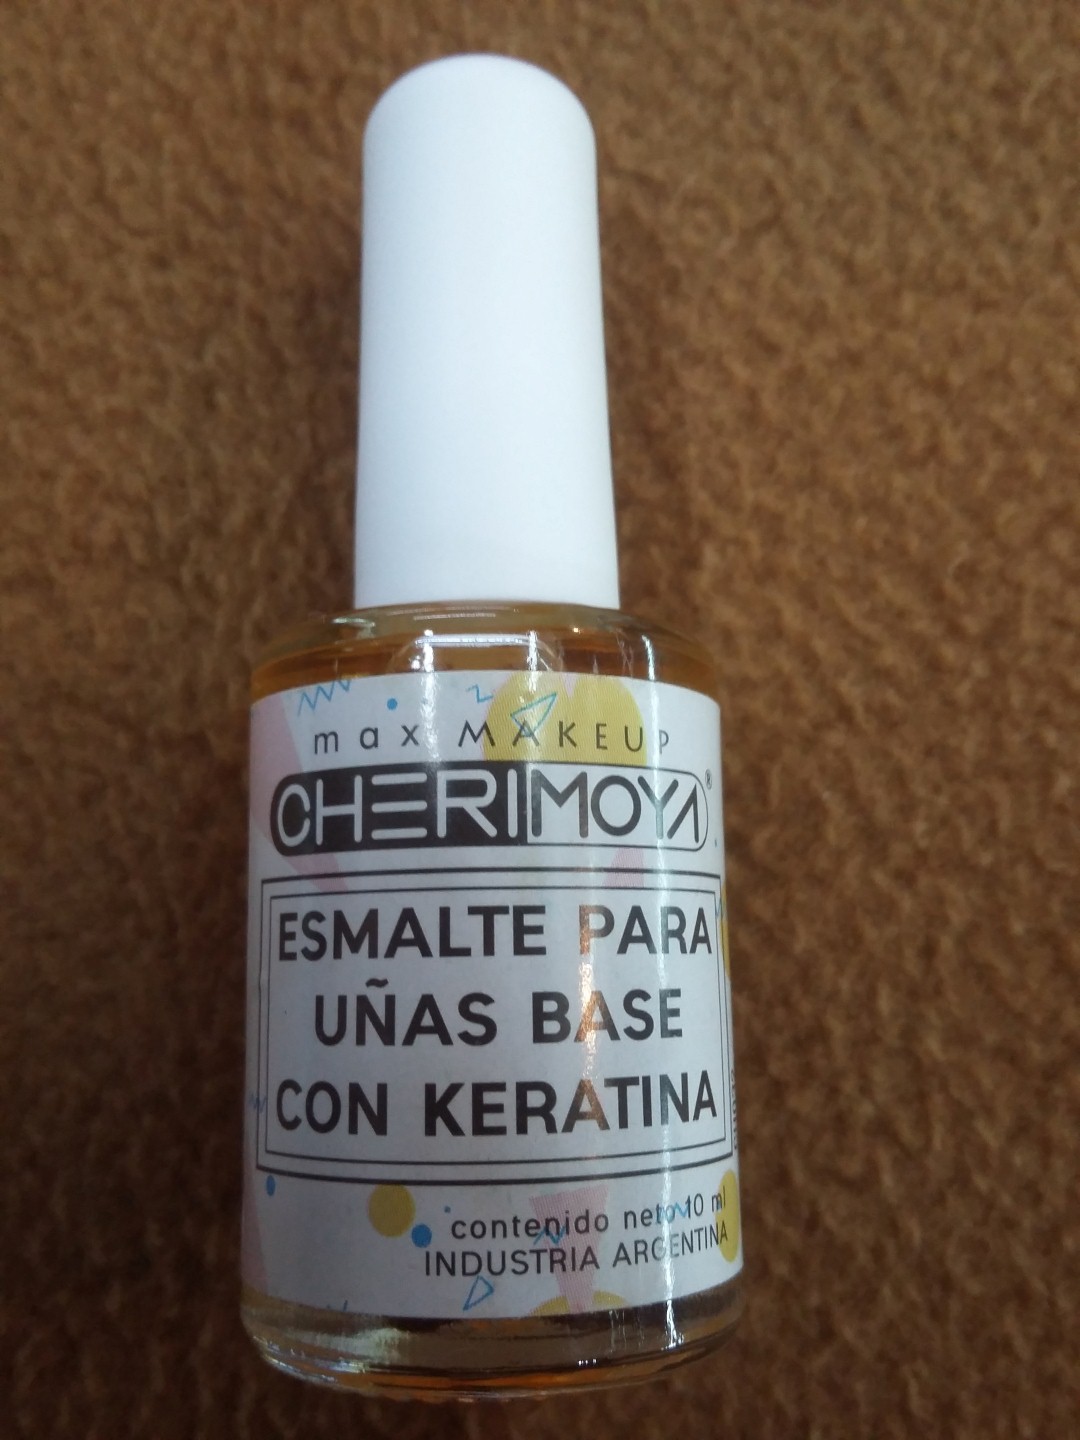 max MAKEUP
CHERIMOYA®
ESMALTE PARA
UÑAS BASE
CON KERATINA
contenido neto 10 ml
INDUSTRIA ARGENTINA